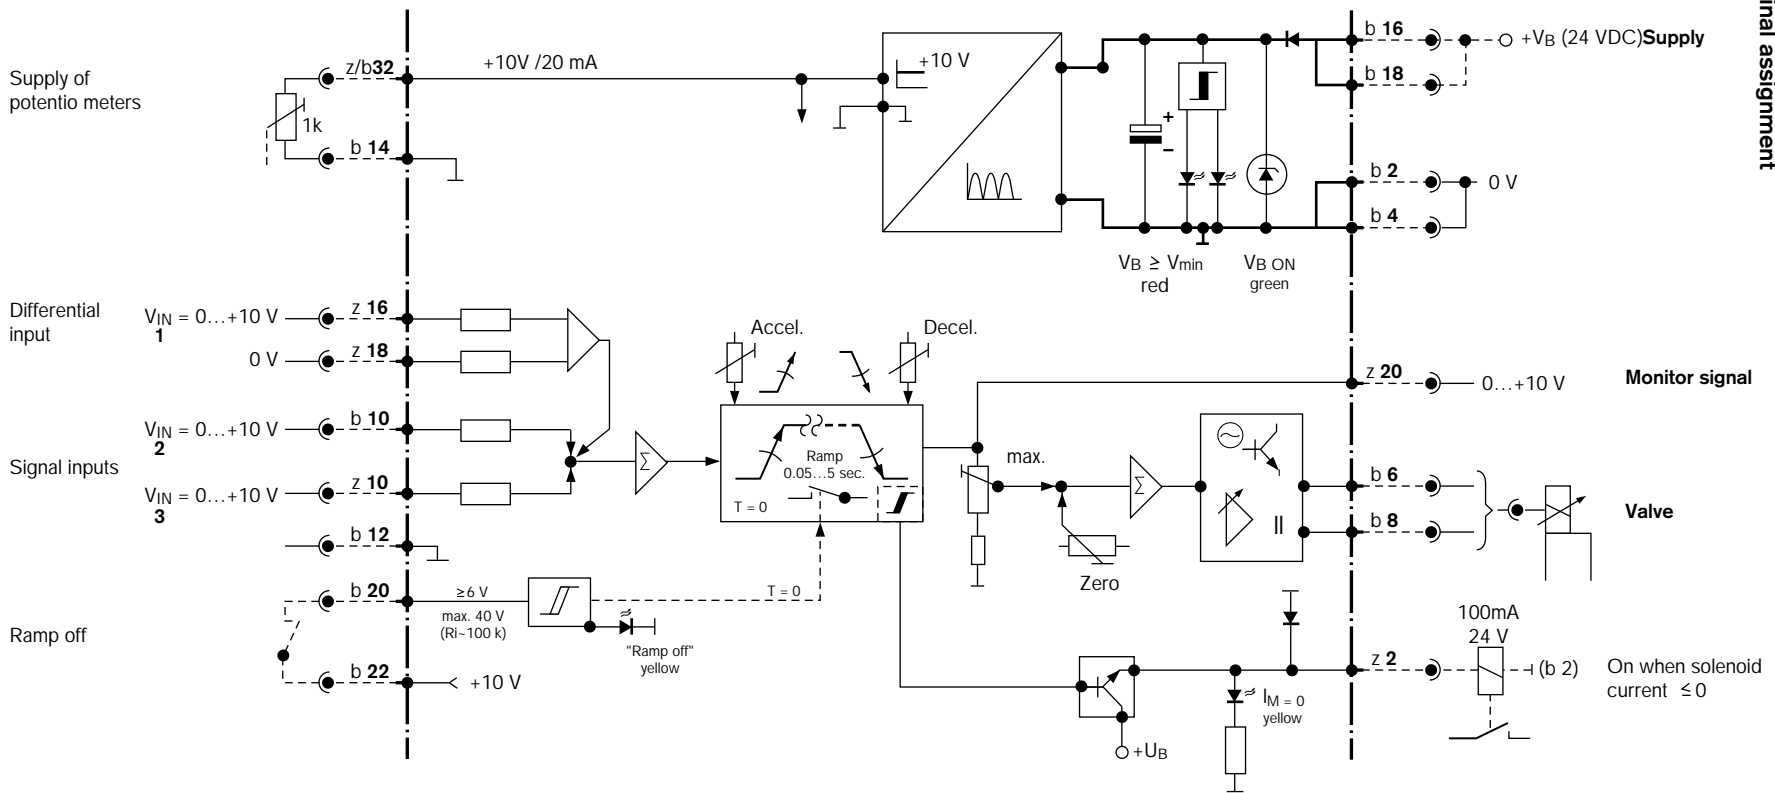 inal assignment
Supply of
potentio meters
z/b32
+10V /20 mA
1k
b 14
+10 V
b 16
+VB (24 VDC) Supply
b 18
+
–
b 2
0 V
b 4
VB ≥ Vmin
red
VB ON
green
Differential
input
VIN = 0…+10 V
1
z 16
0 V
z 18
Accel.
Decel.
z 20
0…+10 V
Monitor signal
Signal inputs
VIN = 0…+10 V
2
b 10
VIN = 0…+10 V
3
z 10
b 12
Σ
Ramp
0.05…5 sec.
T = 0
max.
Σ
Zero
b 6
b 8
Valve
Ramp off
b 20
≥6 V
max. 40 V
(Ri~100 k)
T = 0
"Ramp off"
yellow
b 22
+10 V
IM = 0
yellow
+UB
z 2
100mA
24 V
(b 2)
On when solenoid
current ≤ 0